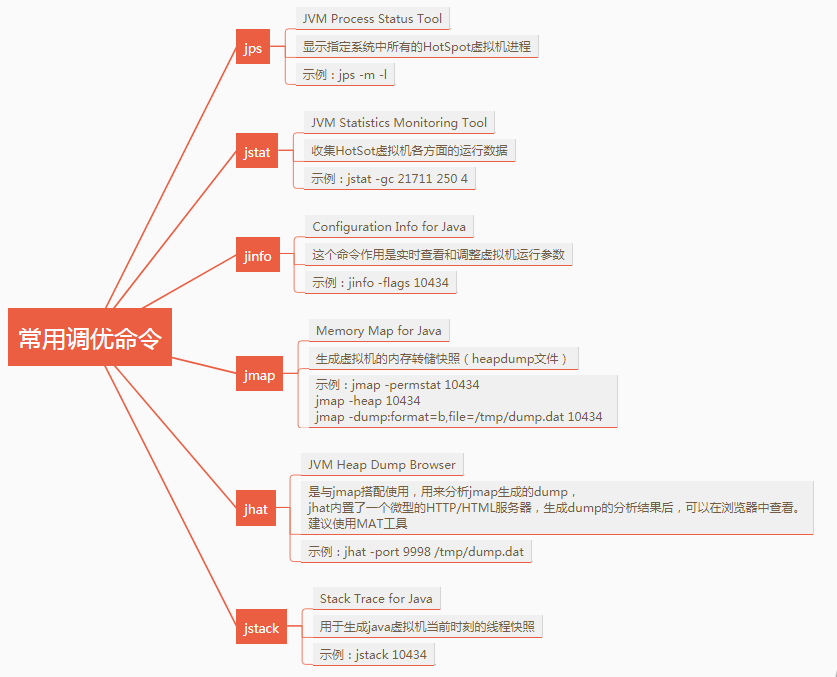 常用调优命令
jps
JVM Process Status Tool
显示指定系统中所有的HotSpot虚拟机进程
示例：jps -m -l
jstat
JVM Statistics Monitoring Tool
收集HotSot虚拟机各方面的运行数据
示例：jstat -gc 21711 250 4
jinfo
Configuration Info for Java
这个命令作用是实时查看和调整虚拟机运行参数
示例：jinfo -flags 10434
jmap
Memory Map for Java
生成虚拟机的内存转储快照（heapdump文件）
示例：jmap -permstat 10434
jmap -heap 10434
jmap -dump:format=b,file=/tmp/dump.dat 10434
jhat
JVM Heap Dump Browser
是与jmap搭配使用，用来分析jmap生成的dump，
jhat内置了一个微型的HTTP/HTML服务器，生成dump的分析结果后，可以在浏览器中查看。
建议使用MAT工具
示例：jhat -port 9998 /tmp/dump.dat
jstack
Stack Trace for Java
用于生成java虚拟机当前时刻的线程快照
示例：jstack 10434